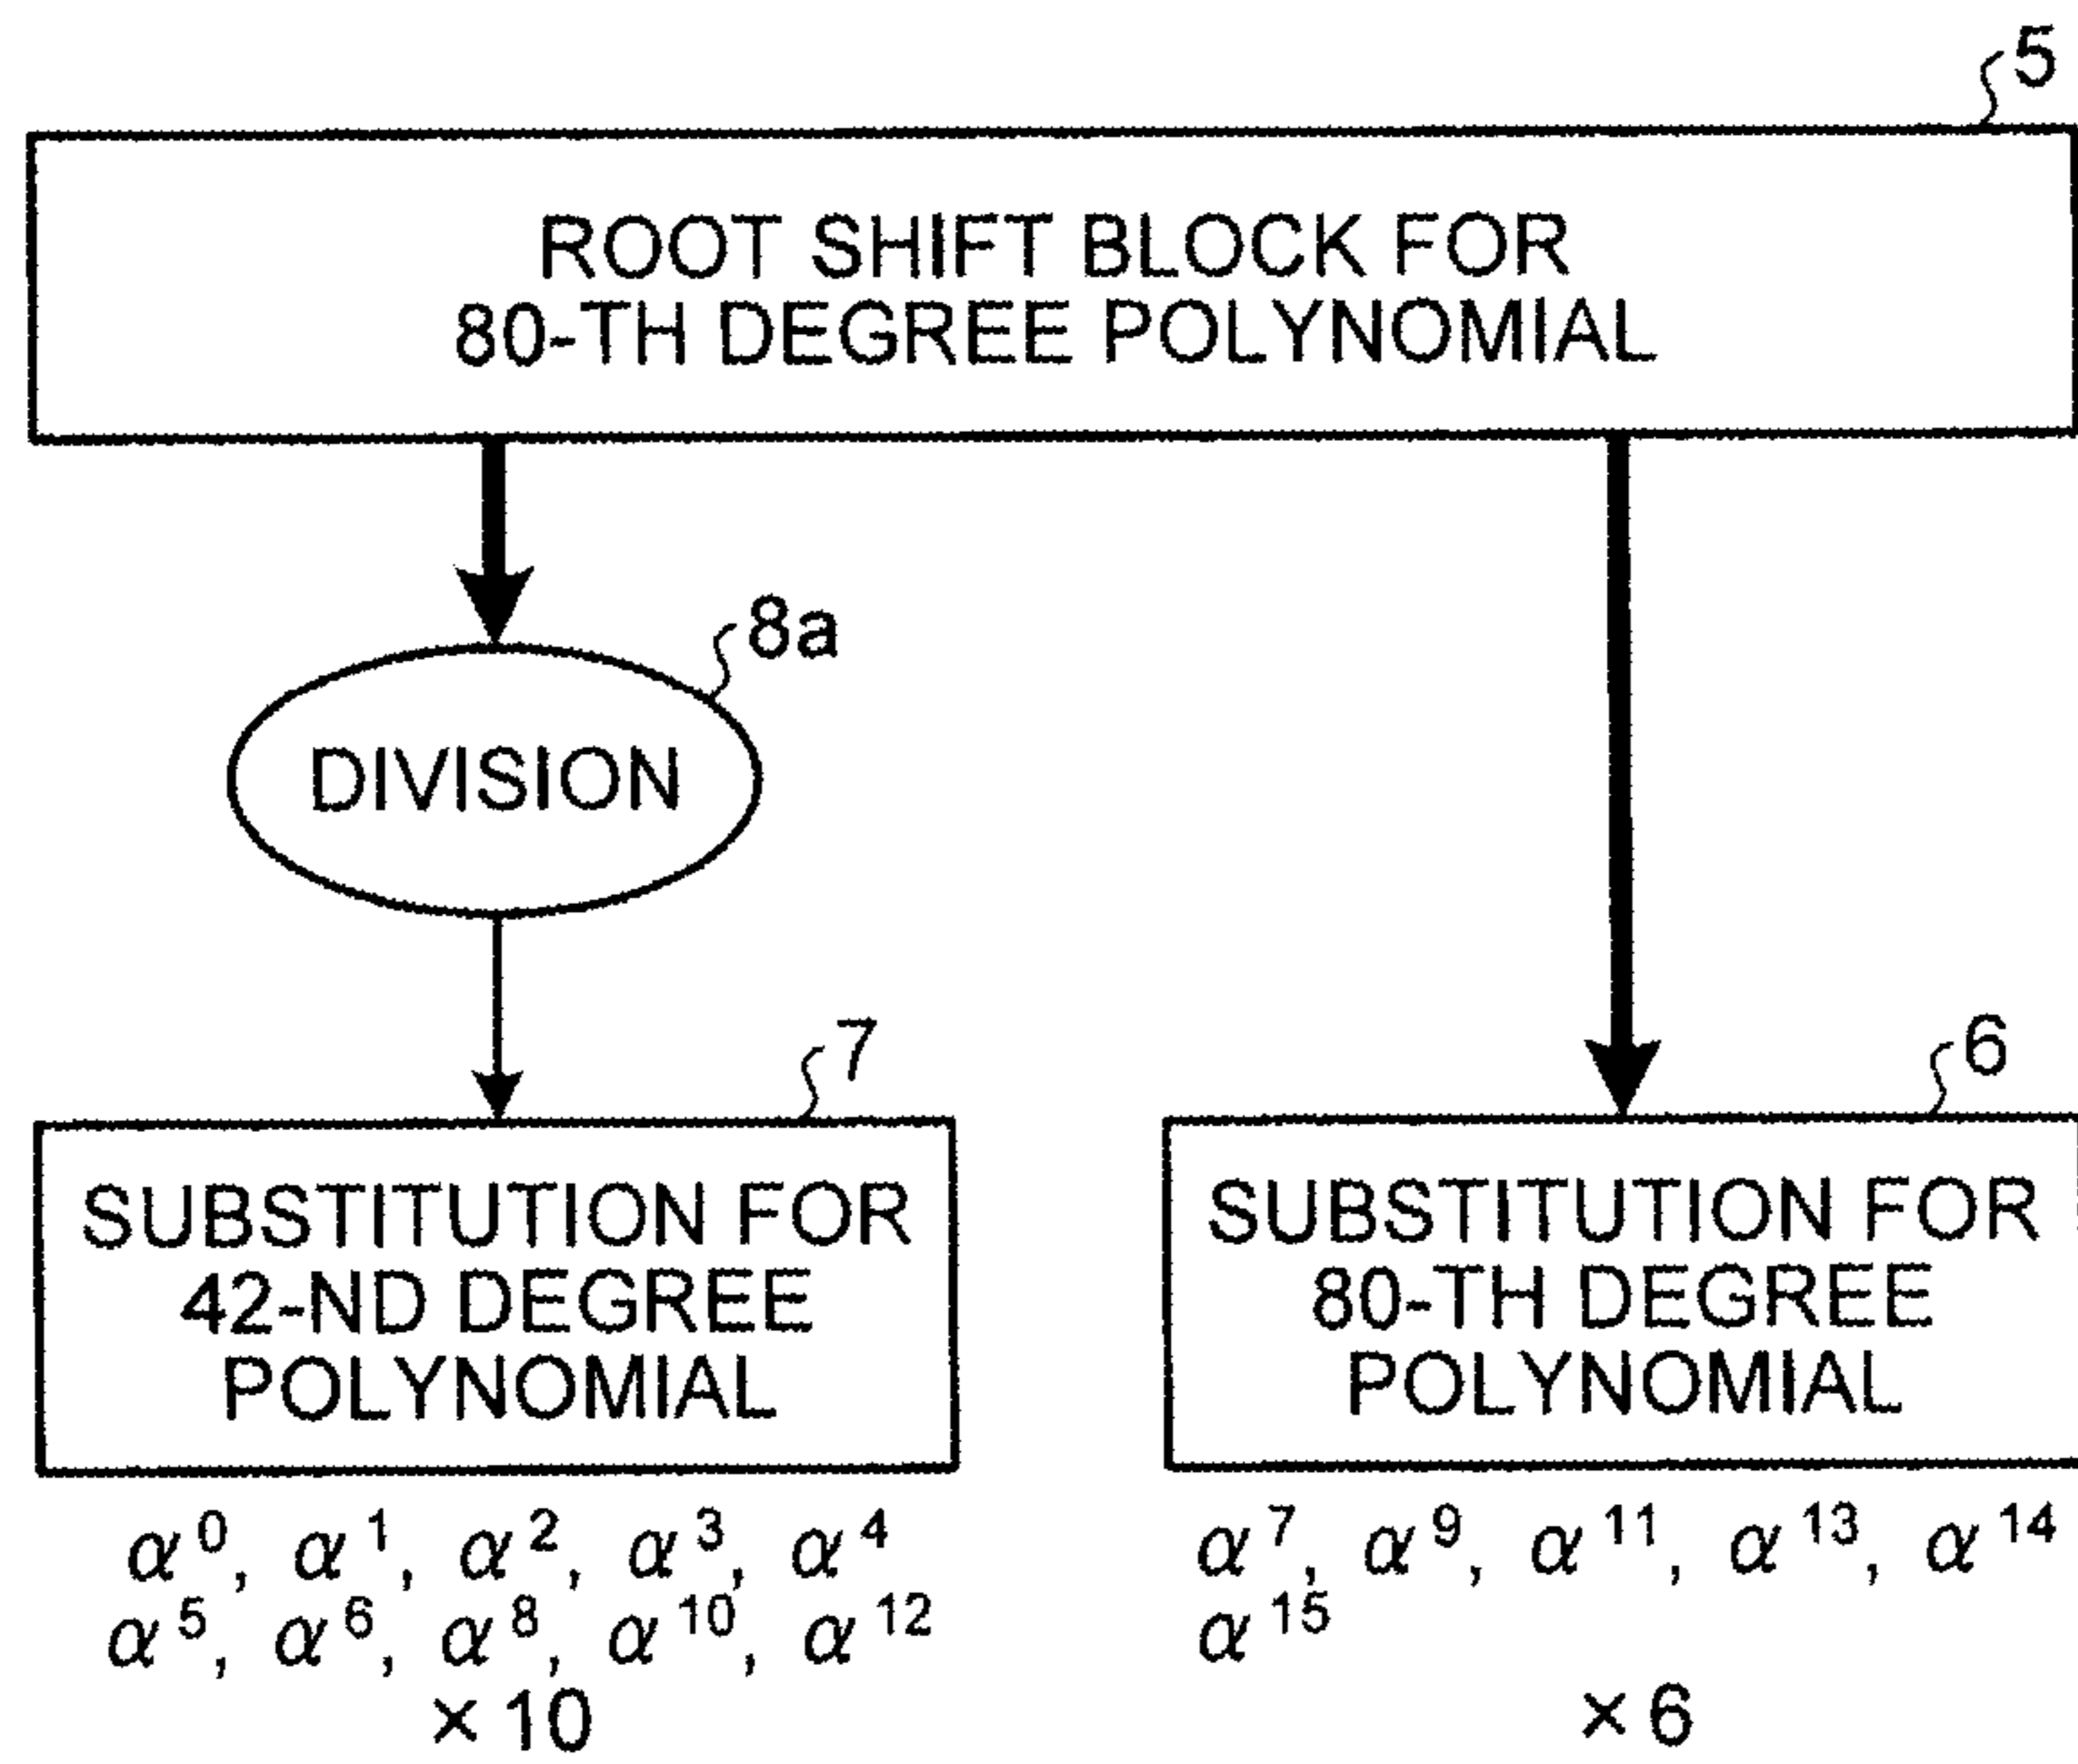 5
ROOT SHIFT BLOCK FOR
80-TH DEGREE POLYNOMIAL
8a
DIVISION
7
SUBSTITUTION FOR
42-ND DEGREE
POLYNOMIAL
α⁰, α¹, α², α³, α⁴
α⁵, α⁶, α⁸, α¹⁰, α¹²
×10
6
SUBSTITUTION FOR
80-TH DEGREE
POLYNOMIAL
α⁷, α⁹, α¹¹, α¹³, α¹⁴
α¹⁵
×6